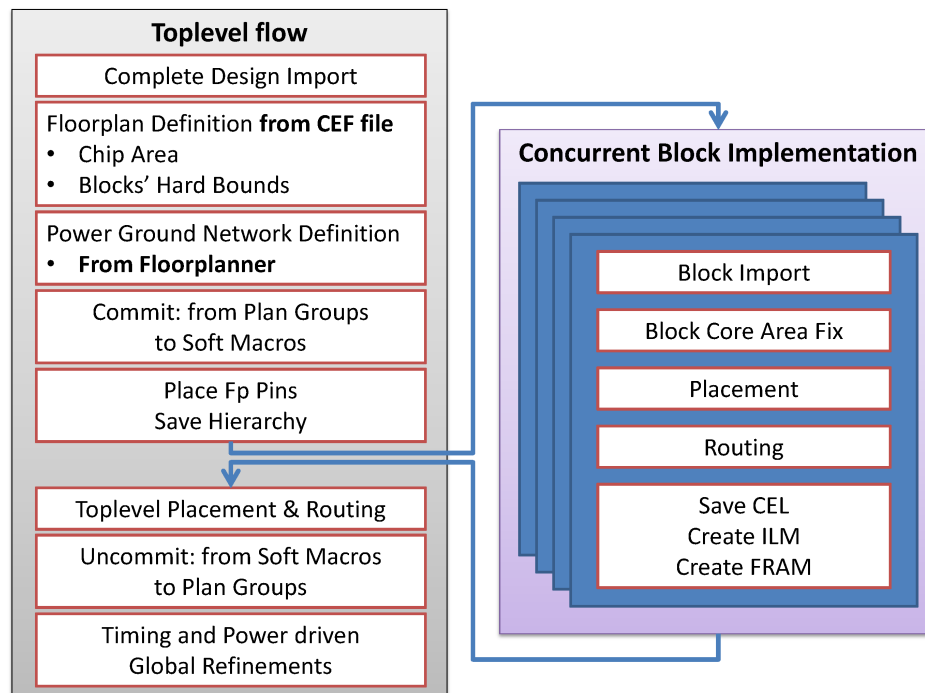 Toplevel flow
Complete Design Import
Floorplan Definition from CEF file
• Chip Area
• Blocks' Hard Bounds
Power Ground Network Definition
• From Floorplanner
Commit: from Plan Groups
to Soft Macros
Place Fp Pins
Save Hierarchy
Toplevel Placement & Routing
Uncommit: from Soft Macros
to Plan Groups
Timing and Power driven
Global Refinements
Concurrent Block Implementation
Block Import
Block Core Area Fix
Placement
Routing
Save CEL
Create ILM
Create FRAM